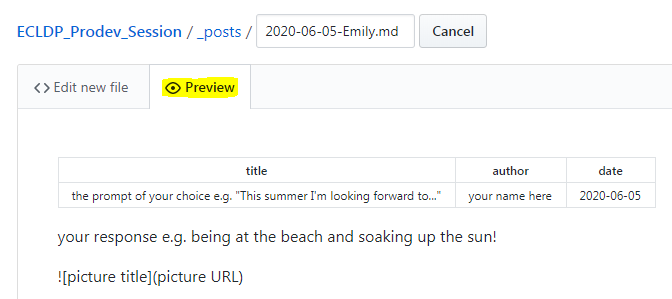 ECLDP_Prodev_Session / _posts / 2020-06-05-Emily.md Cancel
<> Edit new file Preview
title author date
the prompt of your choice e.g. "This summer I'm looking forward to..." your name here 2020-06-05
your response e.g. being at the beach and soaking up the sun!
![picture title](picture URL)